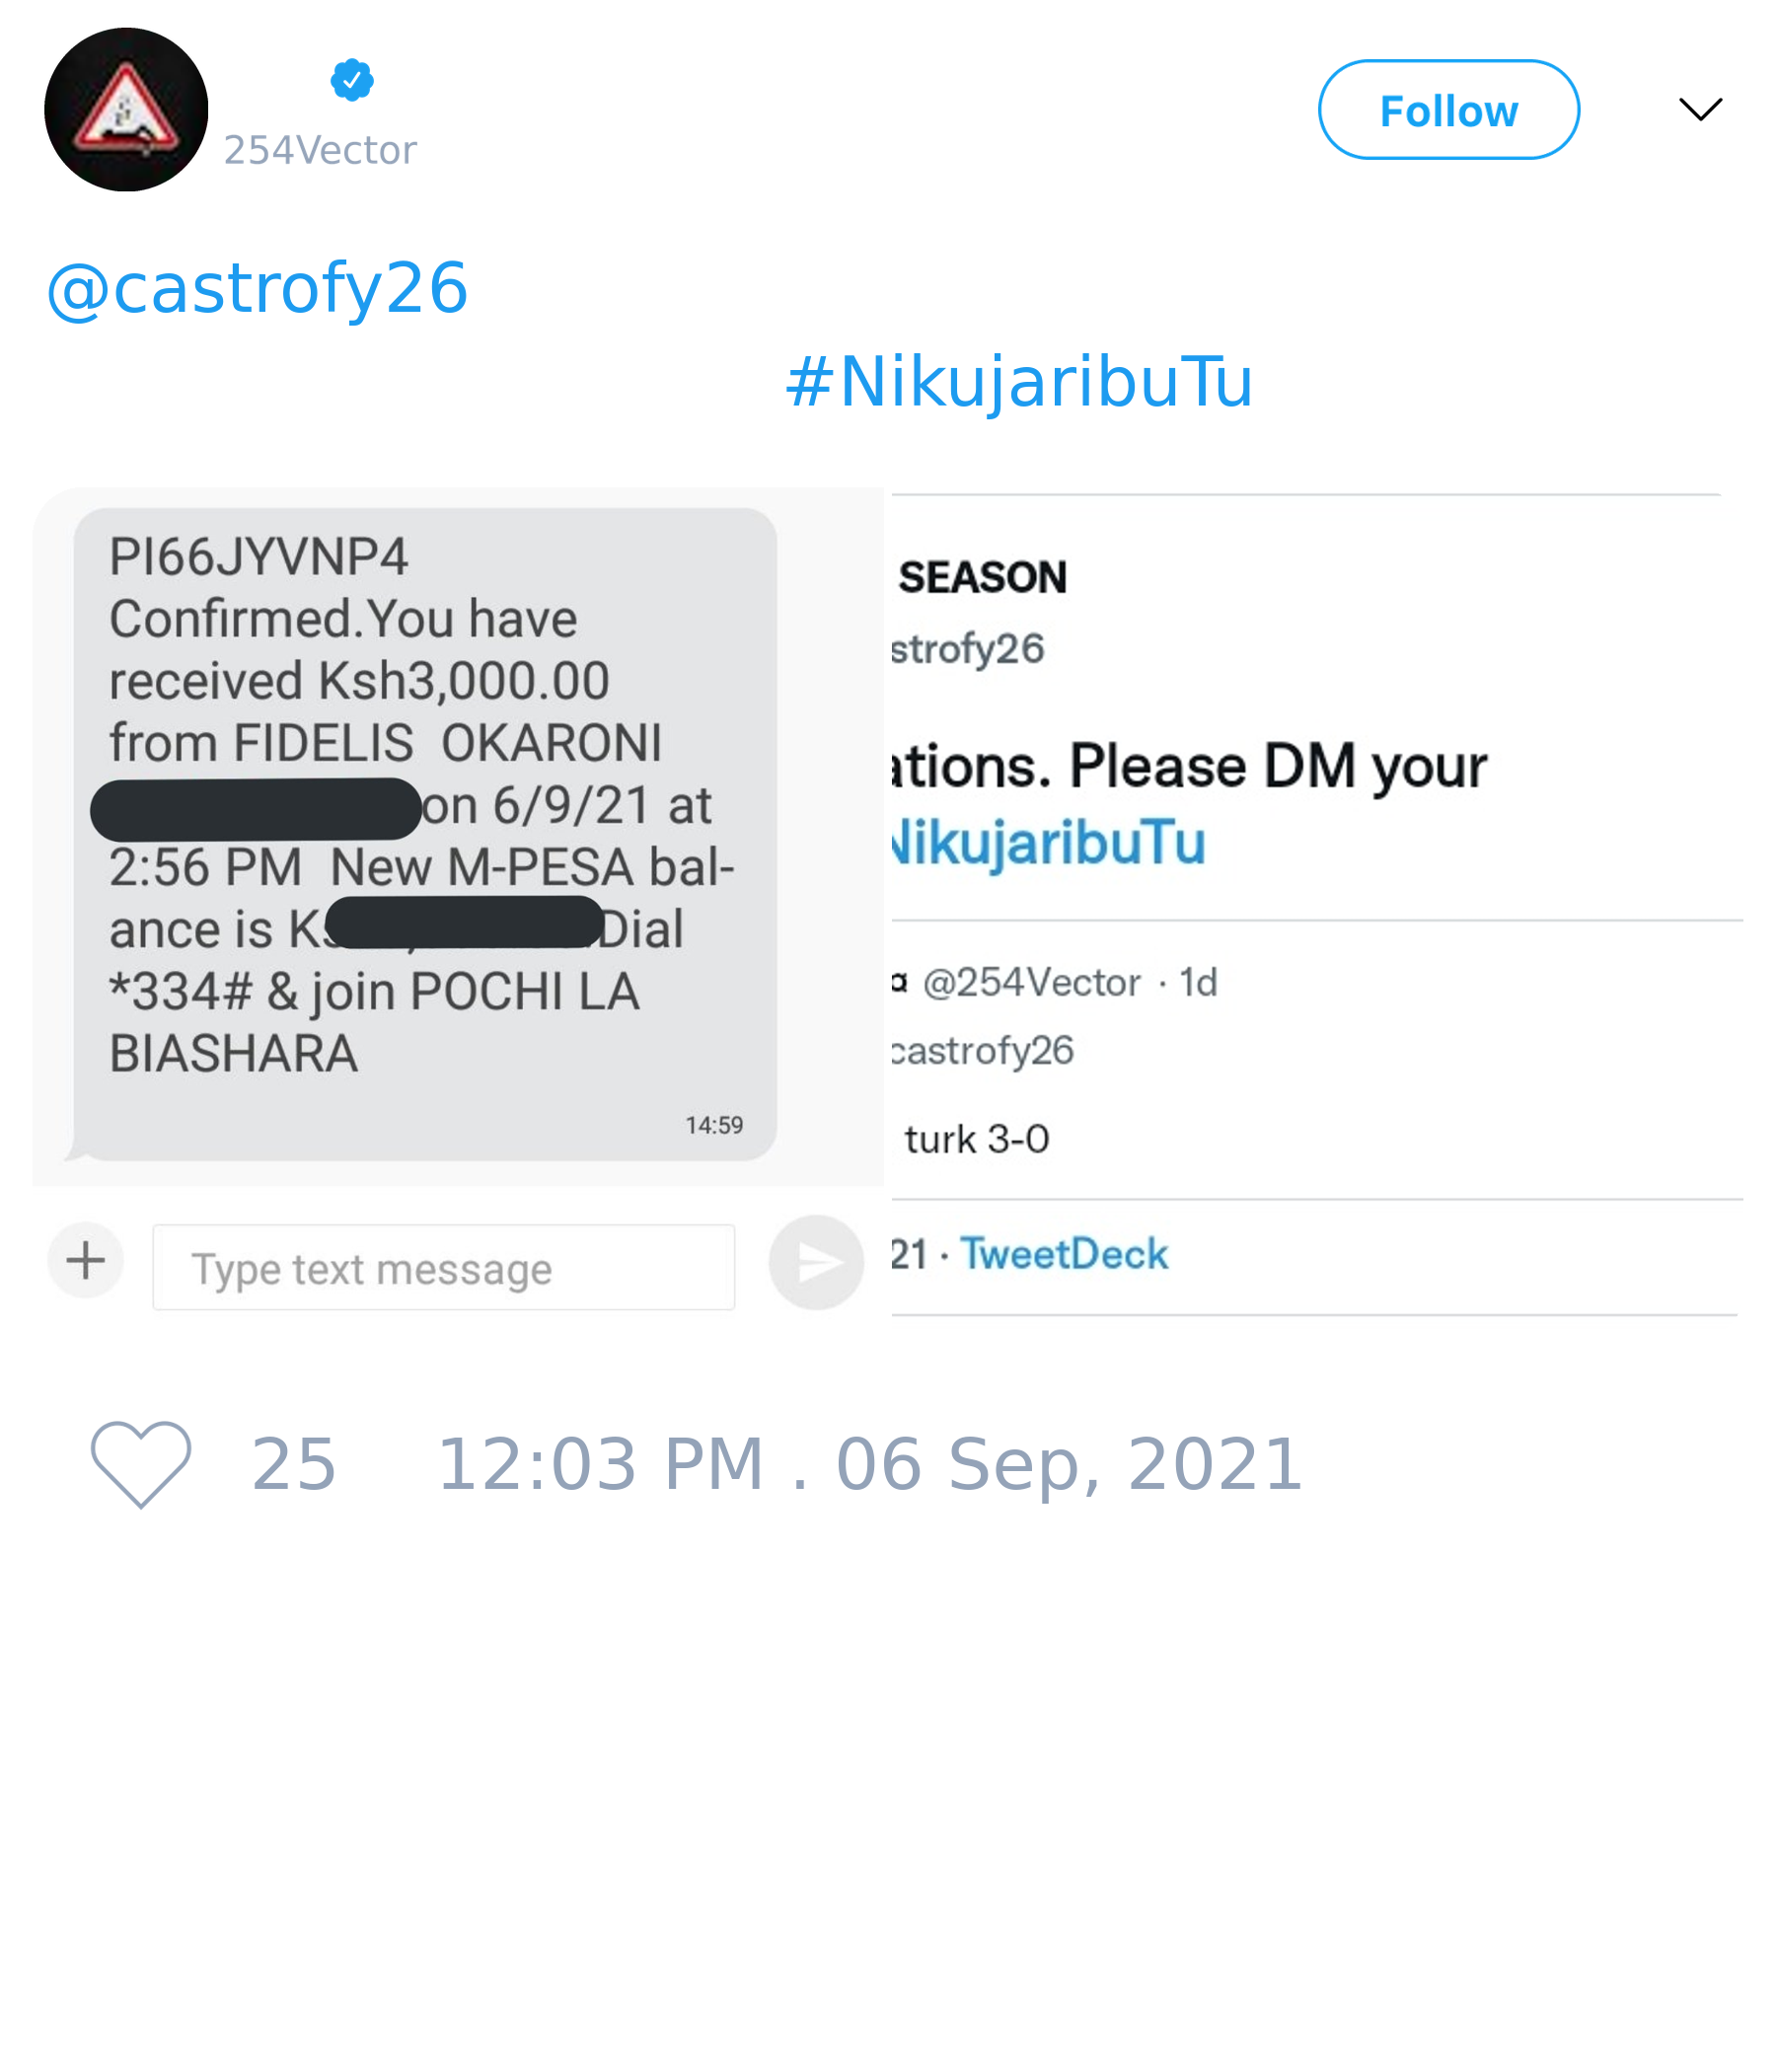 254Vector
Follow
@castrofy26
#NikujaribuTu
PI66JYVNP4
Confirmed.You have
received Ksh3,000.00
from FIDELIS OKARONI
on 6/9/21 at
2:56 PM New M-PESA bal-
ance is Dial
*334# & join POCHI LA
BIASHARA
14:59
Type text message
SEASON
strofy26
ations. Please DM your
NikujaribuTu
@254Vector · 1d
castrofy26
turk 3-0
21 · TweetDeck
25 12:03 PM . 06 Sep, 2021